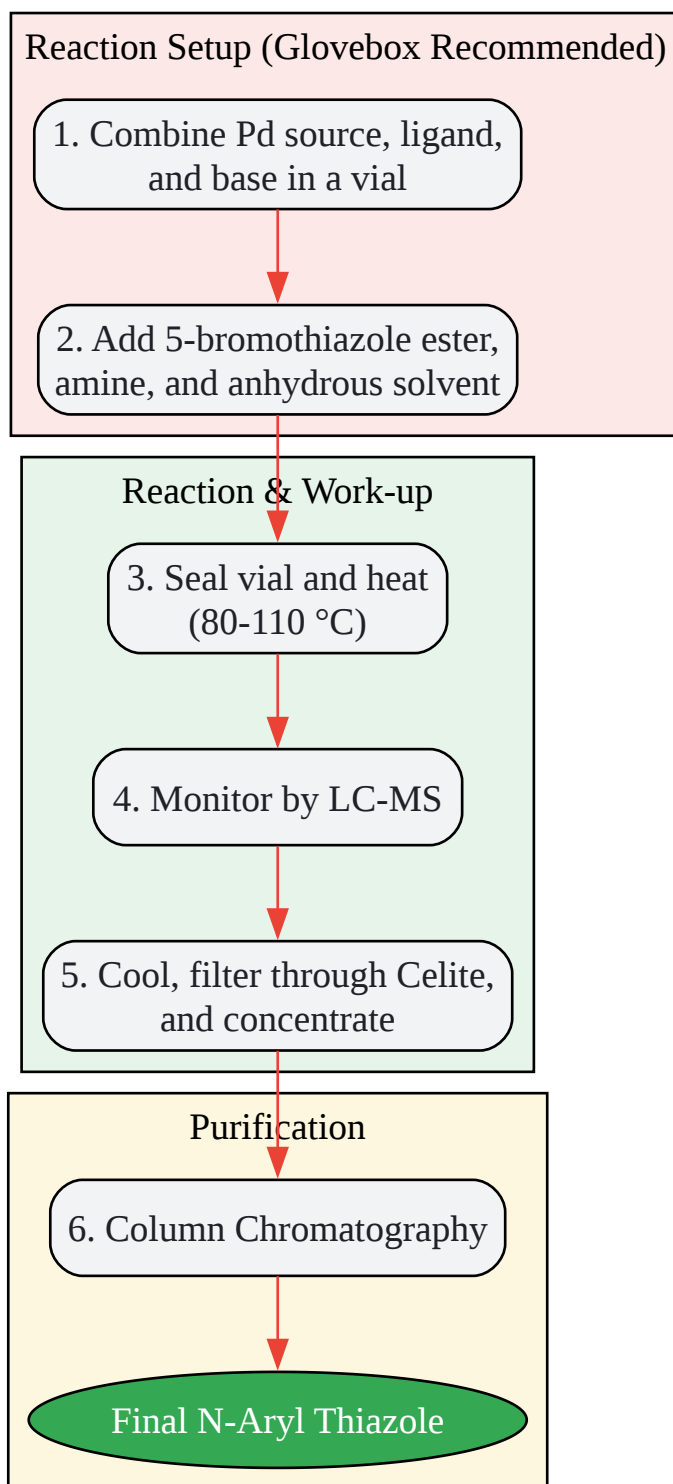 Reaction Setup (Glovebox Recommended)
1. Combine Pd source, ligand,
and base in a vial
2. Add 5-bromothiazole ester,
amine, and anhydrous solvent
Reaction & Work-up
3. Seal vial and heat
(80-110 °C)
4. Monitor by LC-MS
5. Cool, filter through Celite,
and concentrate
Purification
6. Column Chromatography
Final N-Aryl Thiazole